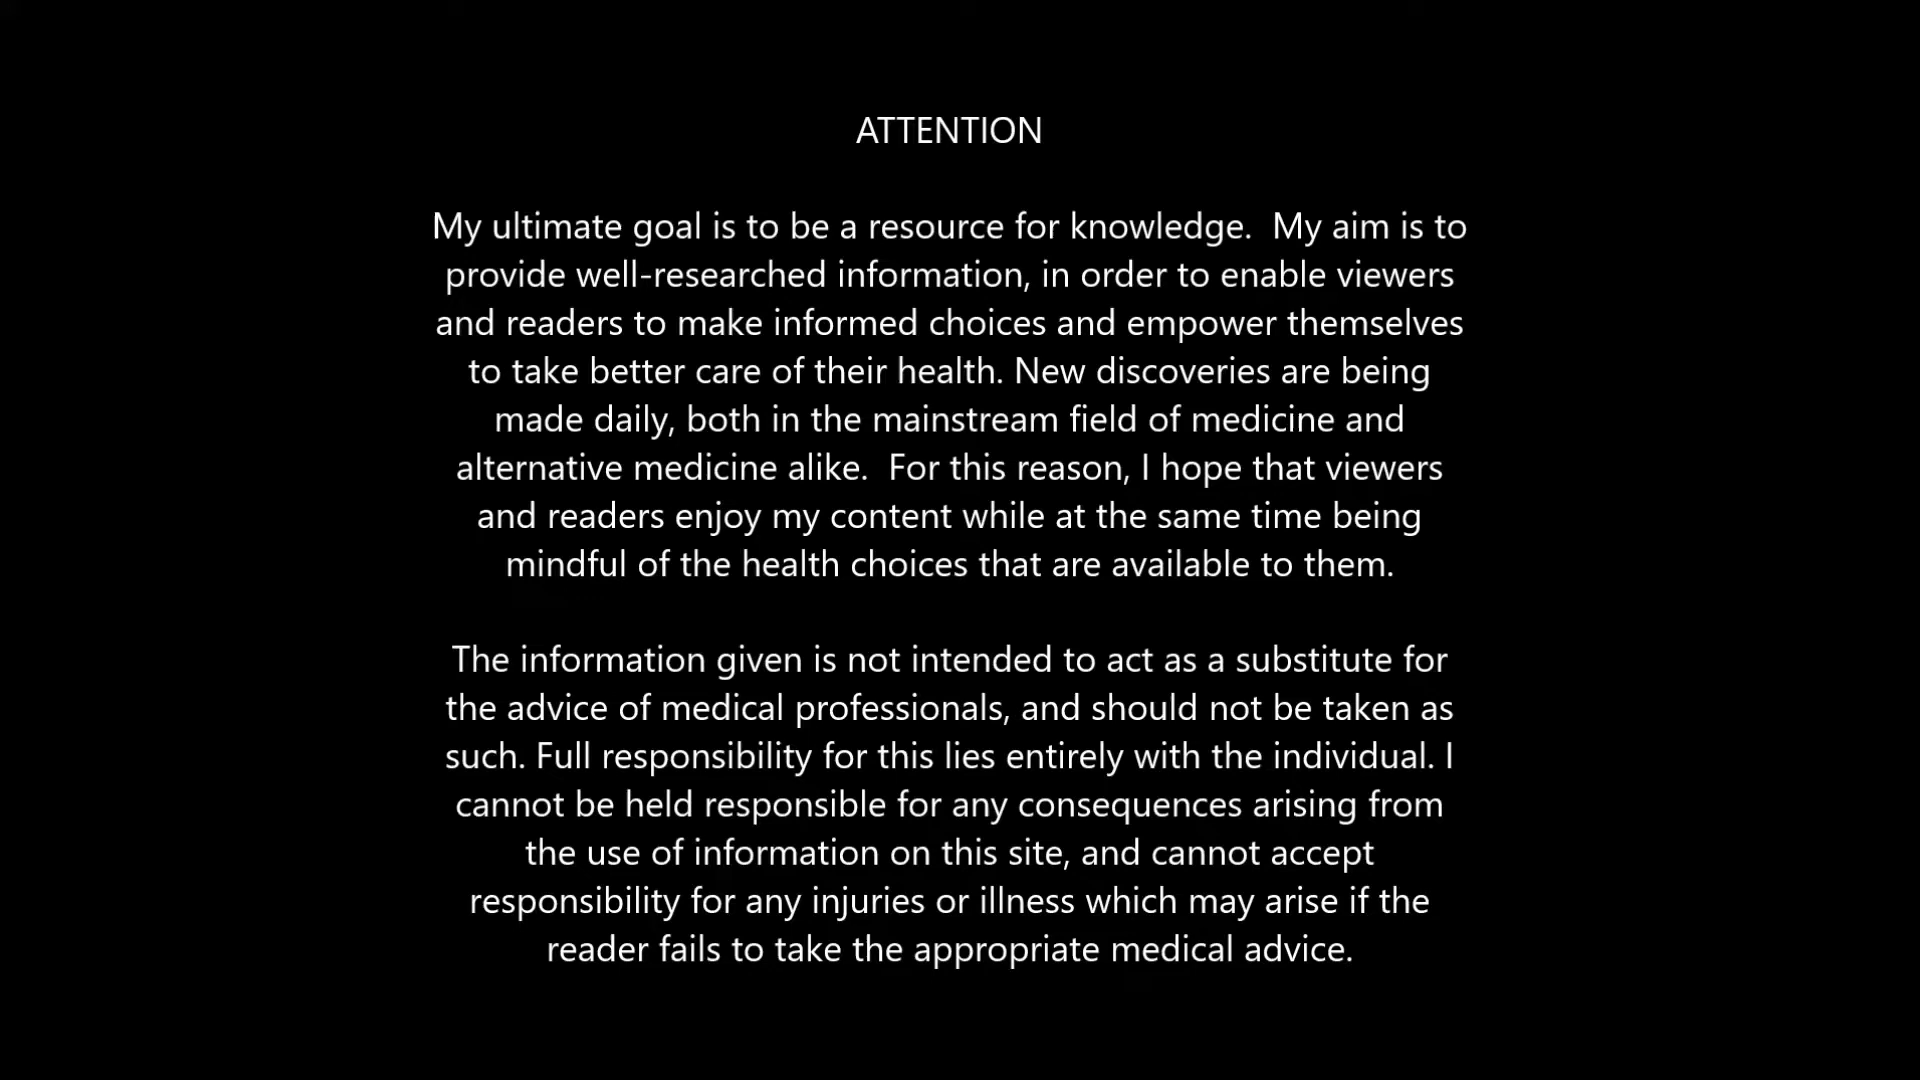 ATTENTION
My ultimate goal is to be a resource for knowledge.  My aim is to
provide well-researched information, in order to enable viewers
and readers to make informed choices and empower themselves
to take better care of their health. New discoveries are being
made daily, both in the mainstream field of medicine and
alternative medicine alike.  For this reason, I hope that viewers
and readers enjoy my content while at the same time being
mindful of the health choices that are available to them.
The information given is not intended to act as a substitute for
the advice of medical professionals, and should not be taken as
such. Full responsibility for this lies entirely with the individual. I
cannot be held responsible for any consequences arising from
the use of information on this site, and cannot accept
responsibility for any injuries or illness which may arise if the
reader fails to take the appropriate medical advice.